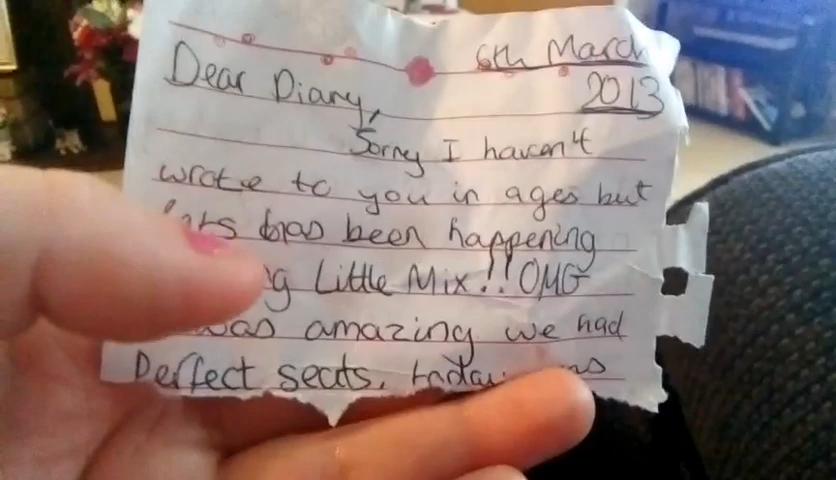 6th March
Dear Diary, 2013
Sorry I haven't
wrote to you in ages but
has been happening
Little Mix!! OMG
was amazing we had
Perfect seats.